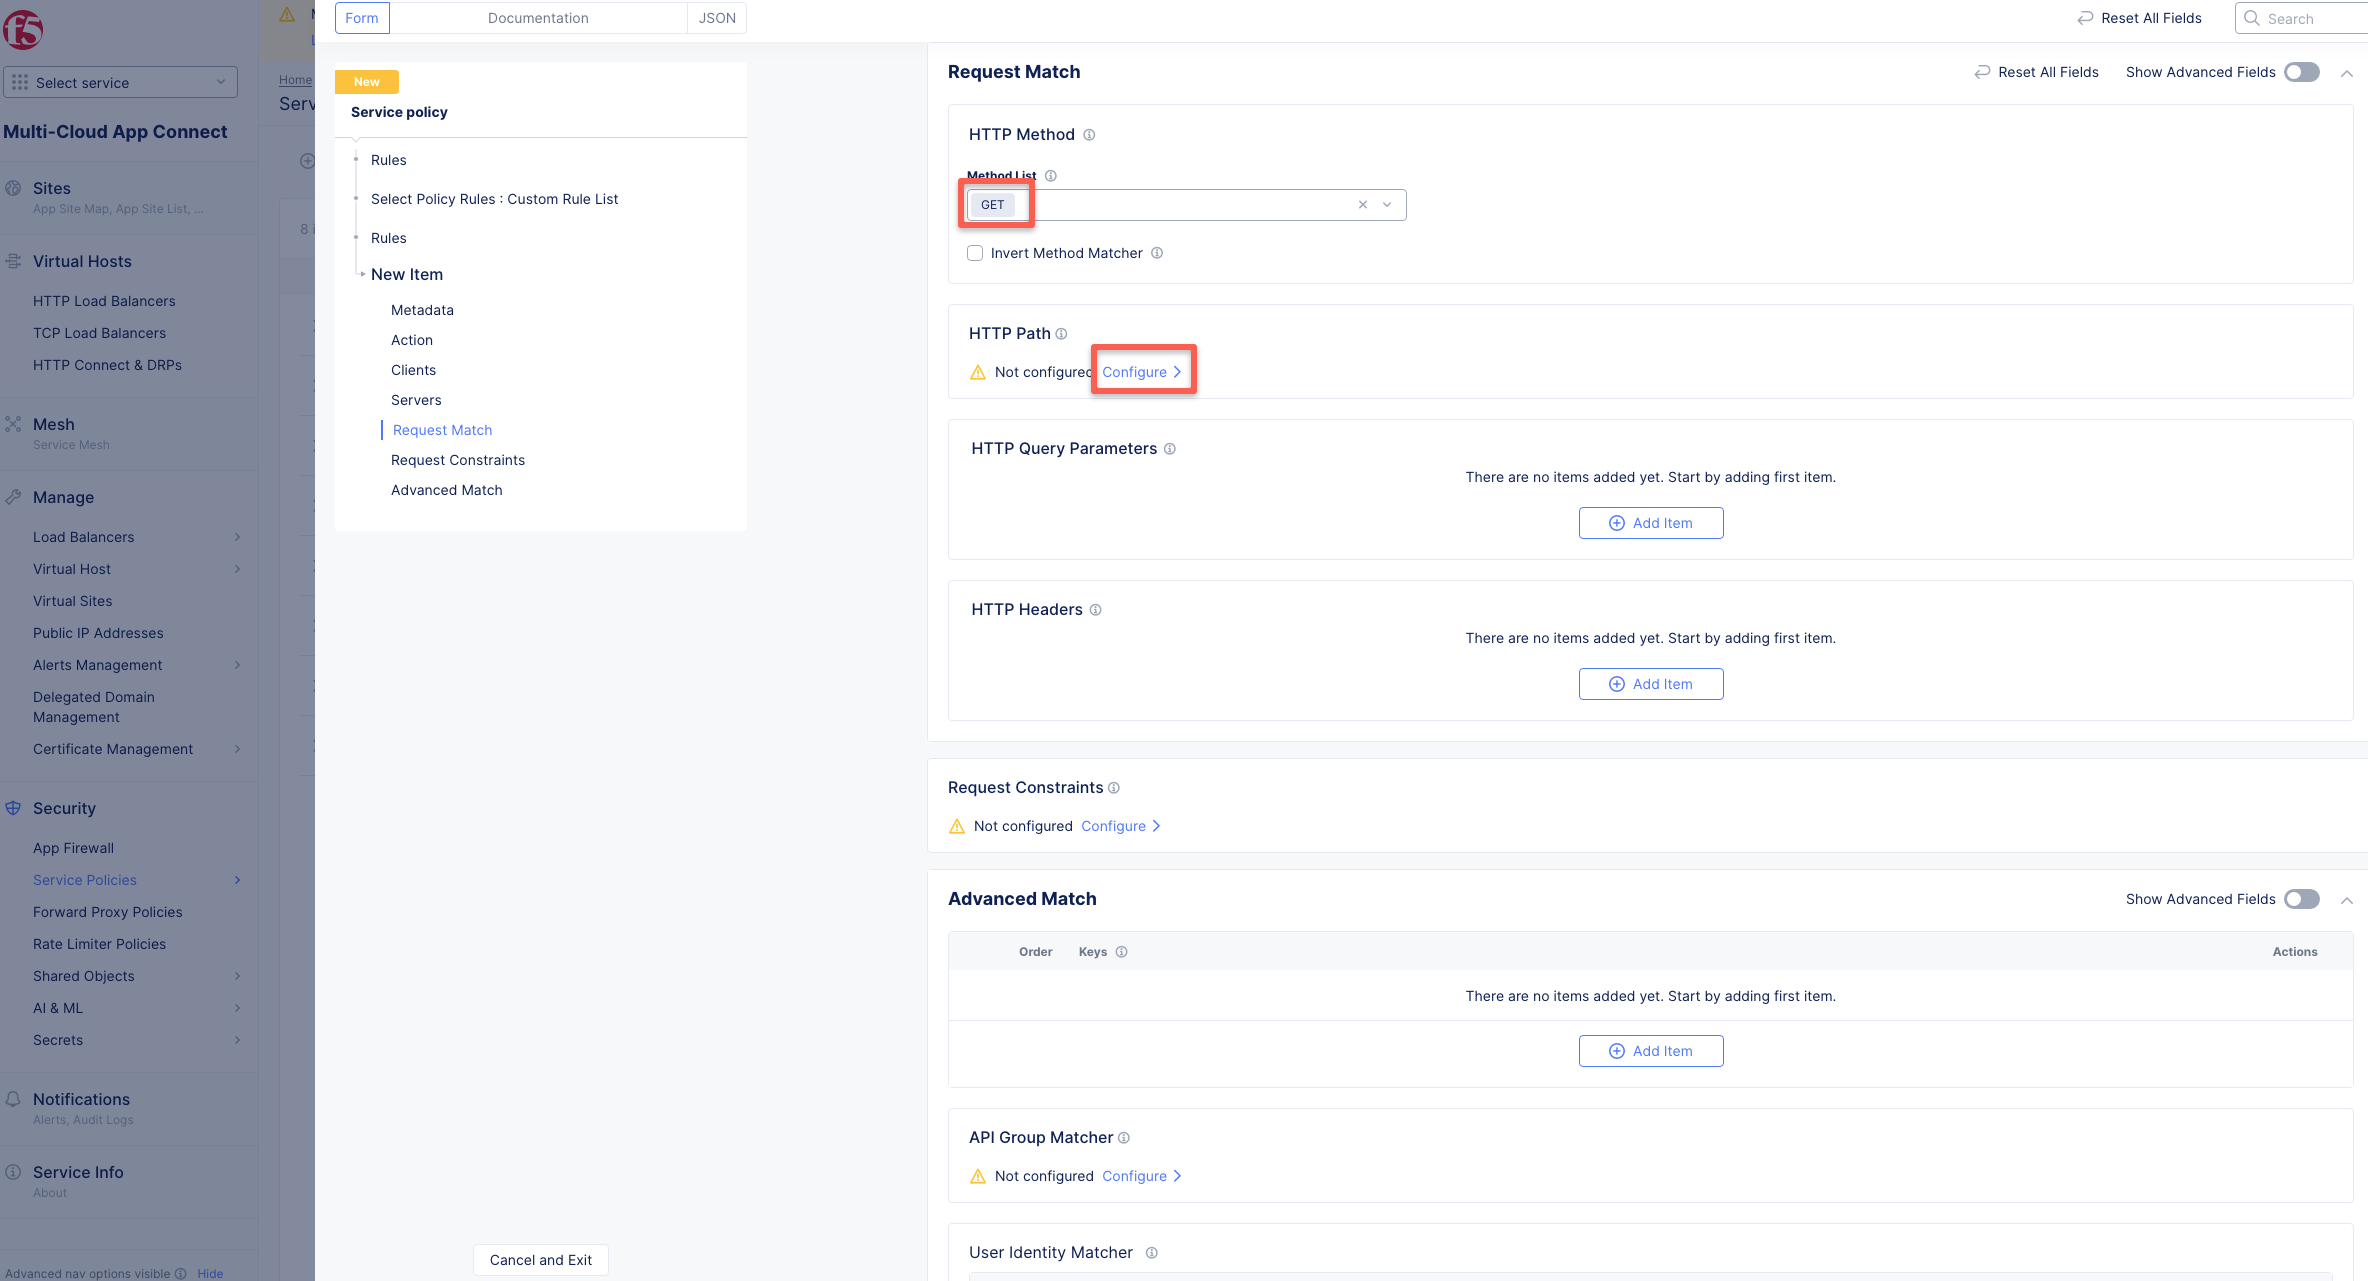 Form
Documentation
JSON
Reset All Fields
Search
f5
Select service
Multi-Cloud App Connect
Sites
App Site Map, App Site List, ...
Virtual Hosts
HTTP Load Balancers
TCP Load Balancers
HTTP Connect & DRPs
Mesh
Service Mesh
Manage
Load Balancers
Virtual Host
Virtual Sites
Public IP Addresses
Alerts Management
Delegated Domain
Management
Certificate Management
Security
App Firewall
Service Policies
Forward Proxy Policies
Rate Limiter Policies
Shared Objects
AI & ML
Secrets
Notifications
Alerts, Audit Logs
Service Info
About
Advanced nav options visible
Hide
Home
Serv
8 i
New
Service policy
Rules
Select Policy Rules : Custom Rule List
Rules
New Item
Metadata
Action
Clients
Servers
Request Match
Request Constraints
Advanced Match
Cancel and Exit
Request Match
Reset All Fields
Show Advanced Fields
HTTP Method
Method List
GET
Invert Method Matcher
HTTP Path
Not configured
Configure
HTTP Query Parameters
There are no items added yet. Start by adding first item.
Add Item
HTTP Headers
There are no items added yet. Start by adding first item.
Add Item
Request Constraints
Not configured
Configure
Advanced Match
Show Advanced Fields
Order
Keys
Actions
There are no items added yet. Start by adding first item.
Add Item
API Group Matcher
Not configured
Configure
User Identity Matcher